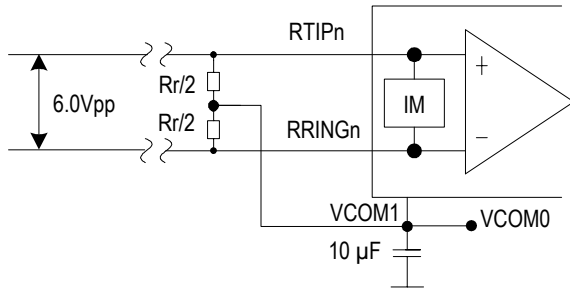 RTIPn
Rr/2
6.0Vpp
IM
Rr/2
RRINGn
+
−
VCOM1
VCOM0
10 µF